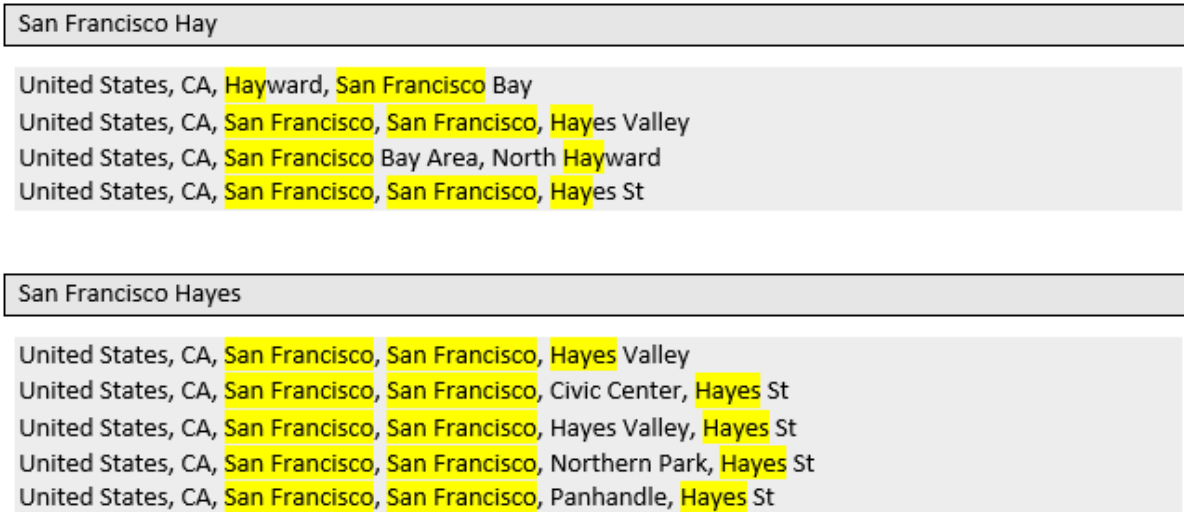 San Francisco Hay
United States, CA, Hayward, San Francisco Bay
United States, CA, San Francisco, San Francisco, Hayes Valley
United States, CA, San Francisco Bay Area, North Hayward
United States, CA, San Francisco, San Francisco, Hayes St
San Francisco Hayes
United States, CA, San Francisco, San Francisco, Hayes Valley
United States, CA, San Francisco, San Francisco, Civic Center, Hayes St
United States, CA, San Francisco, San Francisco, Hayes Valley, Hayes St
United States, CA, San Francisco, San Francisco, Northern Park, Hayes St
United States, CA, San Francisco, San Francisco, Panhandle, Hayes St